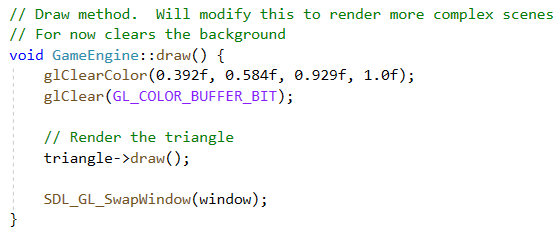 // Draw method.  Will modify this to render more complex scenes
// For now clears the background
void GameEngine::draw() {
    glClearColor(0.392f, 0.584f, 0.929f, 1.0f);
    glClear(GL_COLOR_BUFFER_BIT);

    // Render the triangle
    triangle->draw();

    SDL_GL_SwapWindow(window);
}